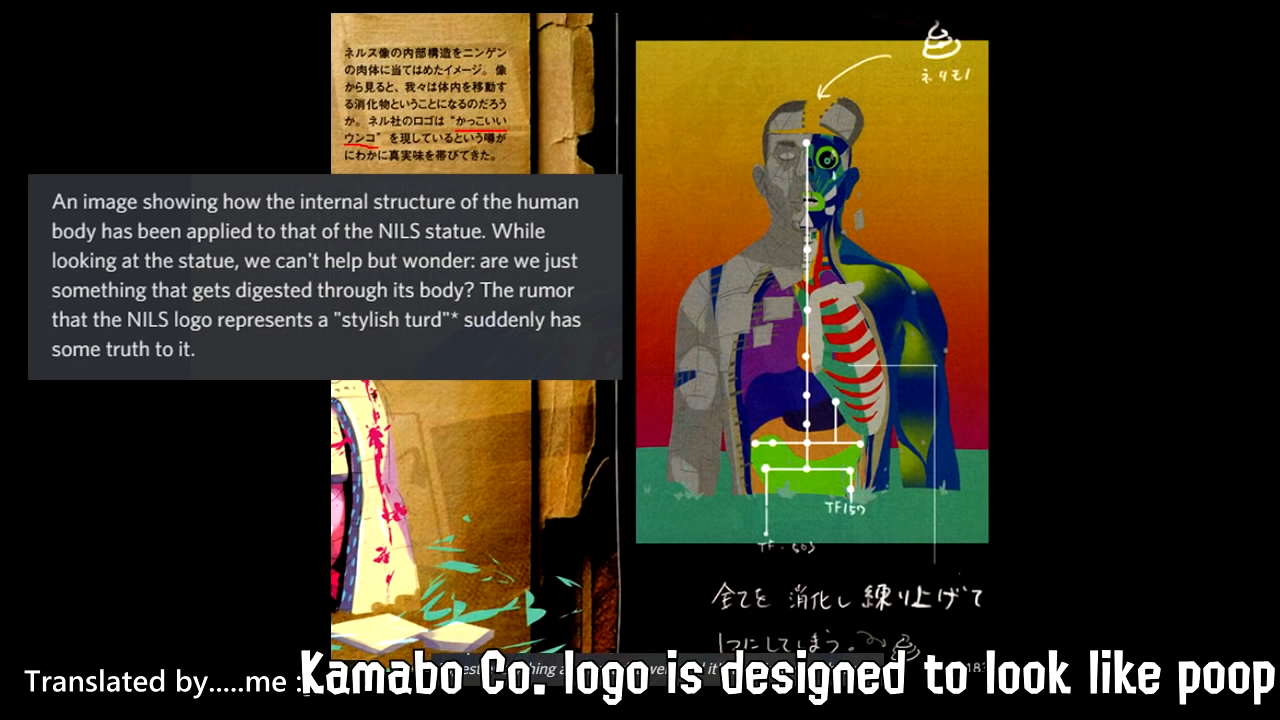 ネルス像の内部構造をニンゲン
の肉体に当てはめたイメージ。像
から見ると、我々は体内を移動す
る消化物ということになるのだろう
か。ネル社のロゴは“かっこいい
ウンコ”を現しているという噂が
にわかに真実味を帯びてきた。
An image showing how the internal structure of the human
body has been applied to that of the NILS statue. While
looking at the statue, we can't help but wonder: are we just
something that gets digested through its body? The rumor
that the NILS logo represents a "stylish turd"* suddenly has
some truth to it.
ネリモノ
TF157
全てを 消化し 練り上げて
1つにしてしまう。
Translated by.....me :
Kamabo Co. logo is designed to look like poop